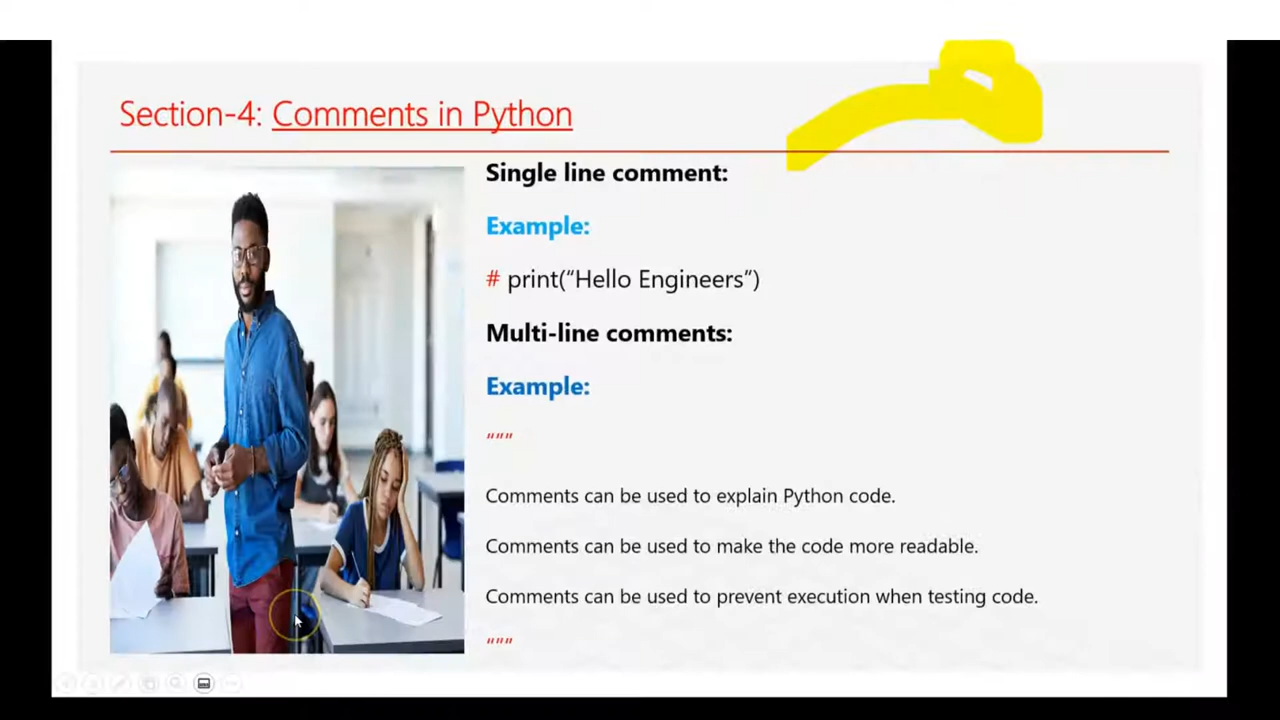 Section-4: Comments in Python
Single line comment:
Example:
# print(“Hello Engineers”)
Multi-line comments:
Example:
"""
Comments can be used to explain Python code.
Comments can be used to make the code more readable.
Comments can be used to prevent execution when testing code.
"""